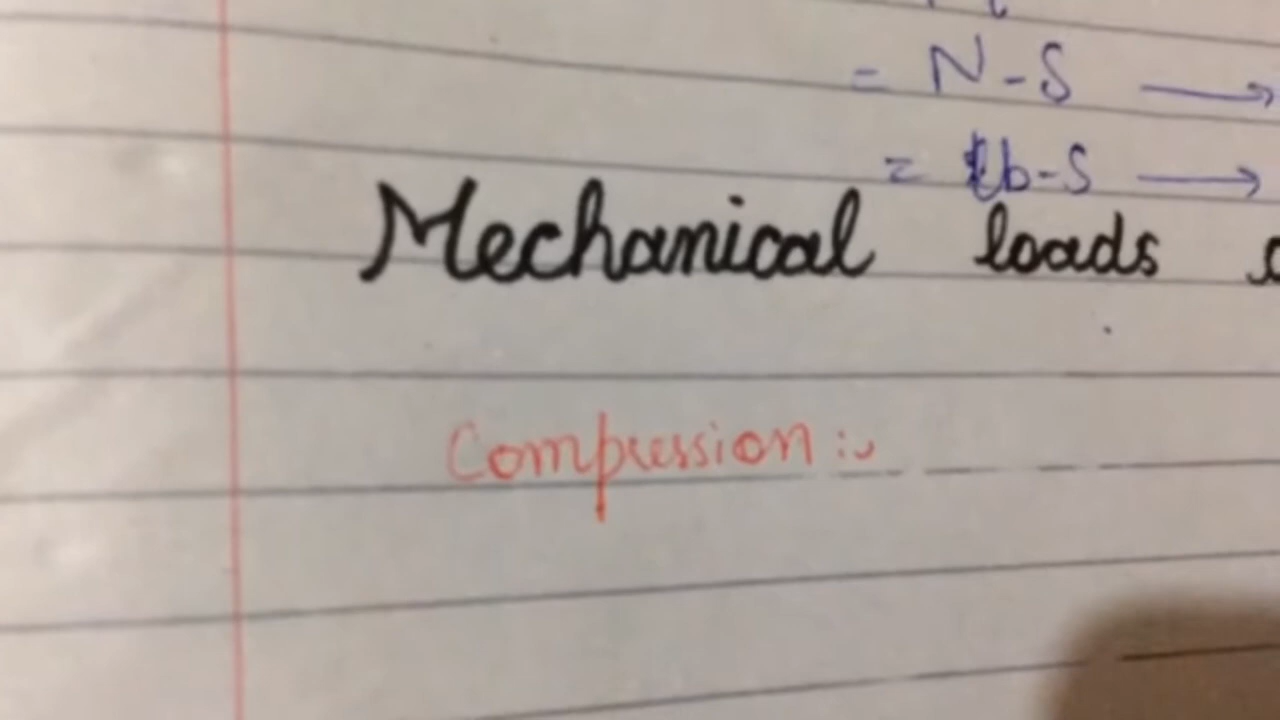 = N-S →
= lb-S →
Mechanical loads
Compression :-